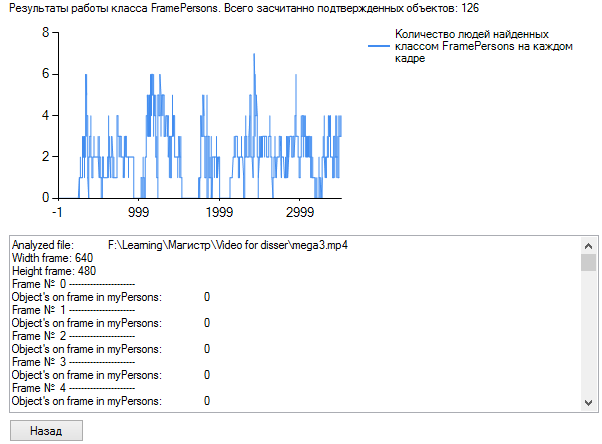 Результаты работы класса FramePersons. Всего засчитанно подтвержденных объектов: 126
8
6
4
2
0
-1 999 1999 2999
Количество людей найденных
классом FramePersons на каждом
кадре
Analyzed file: F:\Learning\Магистр\Video for disser\mega3.mp4
Width frame: 640
Height frame: 480
Frame № 0 ----------------------
Object's on frame in myPersons: 0
Frame № 1 ----------------------
Object's on frame in myPersons: 0
Frame № 2 ----------------------
Object's on frame in myPersons: 0
Frame № 3 ----------------------
Object's on frame in myPersons: 0
Frame № 4 ----------------------
Object's on frame in myPersons: 0
Назад